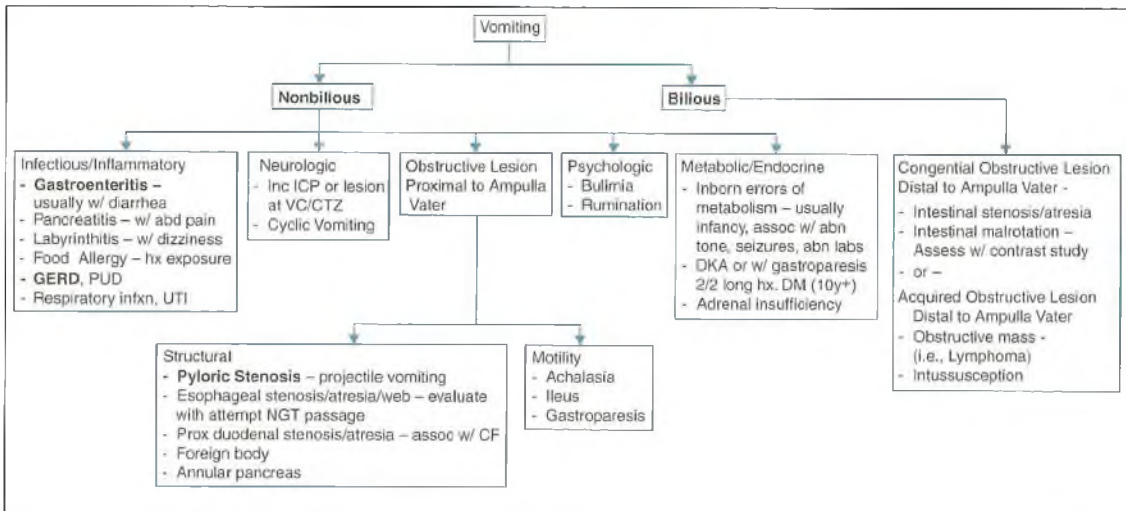 Vomiting
Nonbilious
Bilious
Infectious/Inflammatory
- Gastroenteritis –
usually w/ diarrhea
- Pancreatitis – w/ abd pain
- Labyrinthitis – w/ dizziness
- Food Allergy – hx exposure
- GERD, PUD
- Respiratory infxn, UTI
Neurologic
- Inc ICP or lesion
at VC/CTZ
- Cyclic Vomiting
Obstructive Lesion
Proximal to Ampulla
Vater
Psychologic
- Bulimia
- Rumination
Metabolic/Endocrine
- Inborn errors of
metabolism – usually
infancy, assoc w/ abn
tone, seizures, abn labs
- DKA or w/ gastroparesis
2/2 long hx. DM (10y+)
- Adrenal insufficiency
Congential Obstructive Lesion
Distal to Ampulla Vater -
- Intestinal stenosis/atresia
- Intestinal malrotation –
Assess w/ contrast study
- or –
Acquired Obstructive Lesion
Distal to Ampulla Vater
- Obstructive mass -
(i.e., Lymphoma)
- Intussusception
Structural
- Pyloric Stenosis – projectile vomiting
- Esophageal stenosis/atresia/web – evaluate
with attempt NGT passage
- Prox duodenal stenosis/atresia – assoc w/ CF
- Foreign body
- Annular pancreas
Motility
- Achalasia
- Ileus
- Gastroparesis